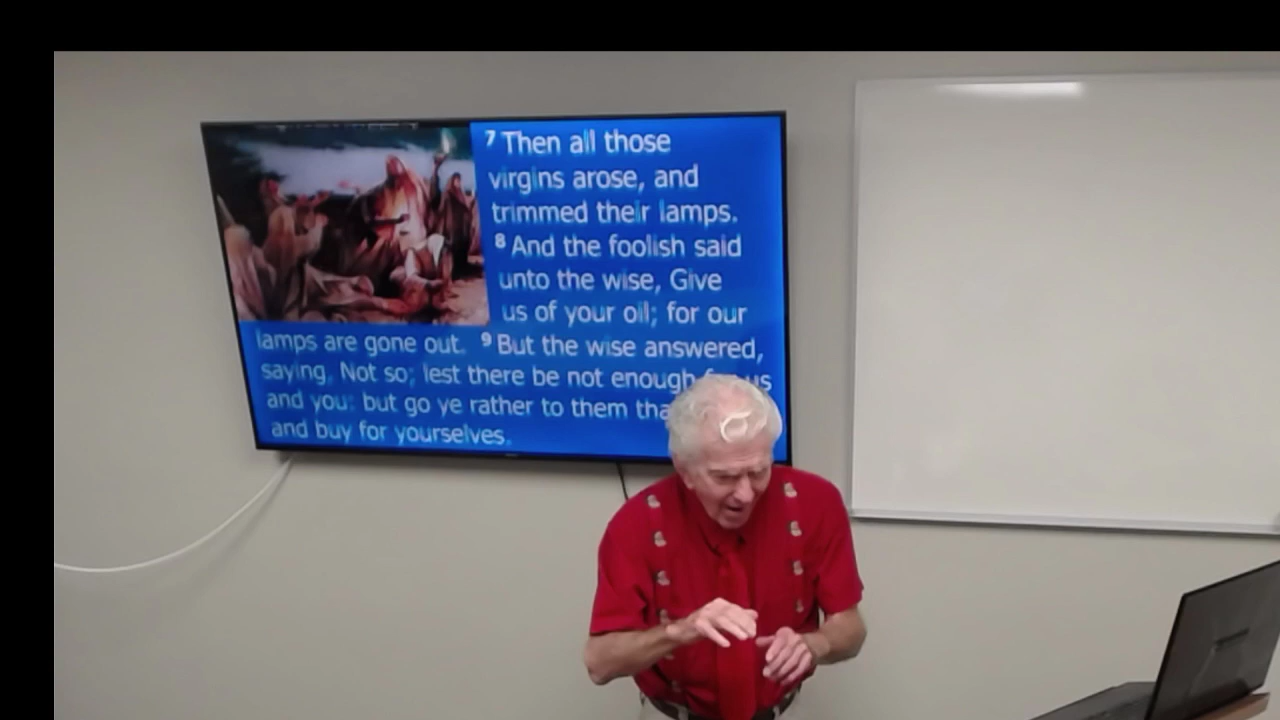 7 Then all those
virgins arose, and
trimmed their lamps.
8 And the foolish said
unto the wise, Give
us of your oil; for our
lamps are gone out. 9 But the wise answered,
saying, Not so; lest there be not enough us
and you: but go ye rather to them
and buy for yourselves.